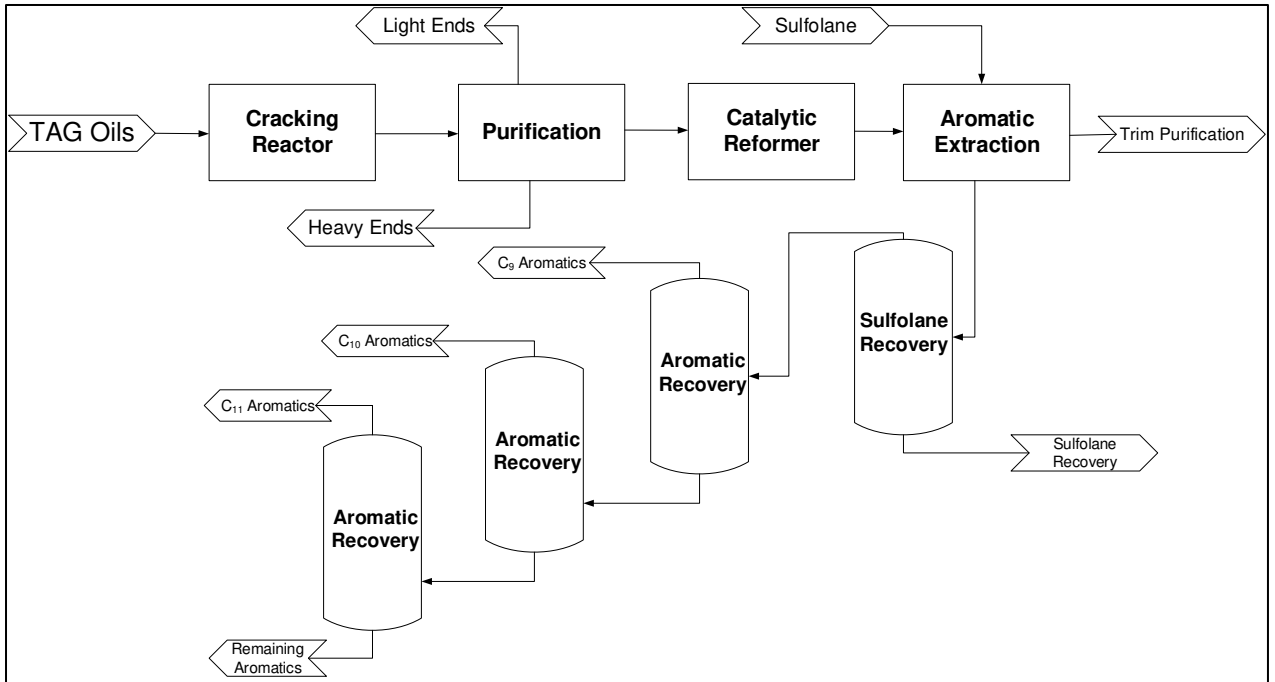 Light Ends
Sulfolane
TAG Oils
Cracking
Reactor
Purification
Catalytic
Reformer
Aromatic
Extraction
Trim Purification
Heavy Ends
C₉ Aromatics
Sulfolane
Recovery
C₁₀ Aromatics
Aromatic
Recovery
C₁₁ Aromatics
Aromatic
Recovery
Sulfolane
Recovery
Aromatic
Recovery
Remaining
Aromatics